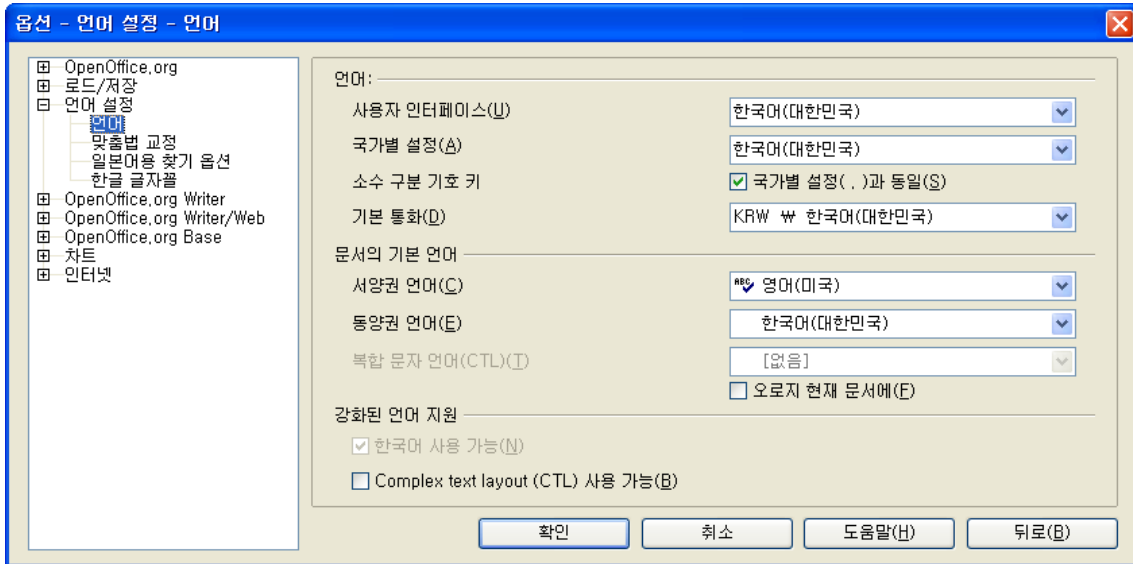 옵션 - 언어 설정 - 언어
OpenOffice.org
로드/저장
언어 설정
언어
맞춤법 교정
일본어용 찾기 옵션
한글 글자꼴
OpenOffice.org Writer
OpenOffice.org Writer/Web
OpenOffice.org Base
차트
인터넷
언어:
사용자 인터페이스(U) 한국어(대한민국)
국가별 설정(A) 한국어(대한민국)
소수 구분 기호 키 국가별 설정( . )과 동일(S)
기본 통화(D) KRW ₩ 한국어(대한민국)
문서의 기본 언어
서양권 언어(C) ABC 영어(미국)
동양권 언어(E) 한국어(대한민국)
복합 문자 언어(CTL)(T) [없음]
오로지 현재 문서에(F)
강화된 언어 지원
한국어 사용 가능(N)
Complex text layout (CTL) 사용 가능(B)
확인 취소 도움말(H) 뒤로(B)